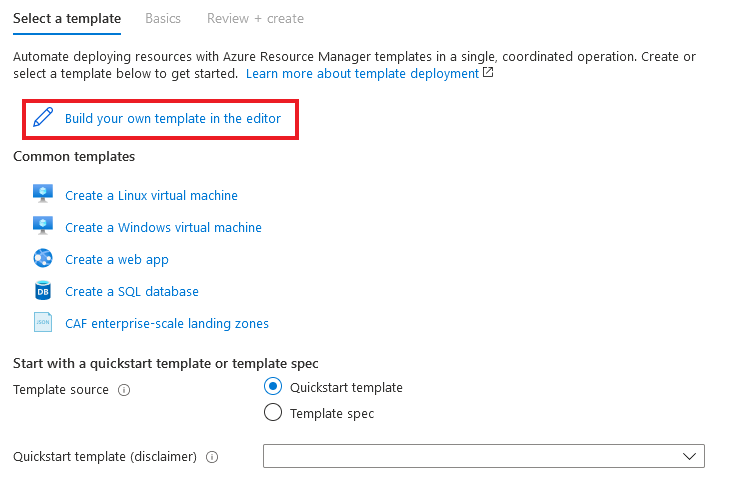 Select a template Basics Review + create
Automate deploying resources with Azure Resource Manager templates in a single, coordinated operation. Create or
select a template below to get started. Learn more about template deployment
Build your own template in the editor
Common templates
Create a Linux virtual machine
Create a Windows virtual machine
Create a web app
DB
Create a SQL database
JSON
CAF enterprise-scale landing zones
Start with a quickstart template or template spec
Template source
Quickstart template
Template spec
Quickstart template (disclaimer)